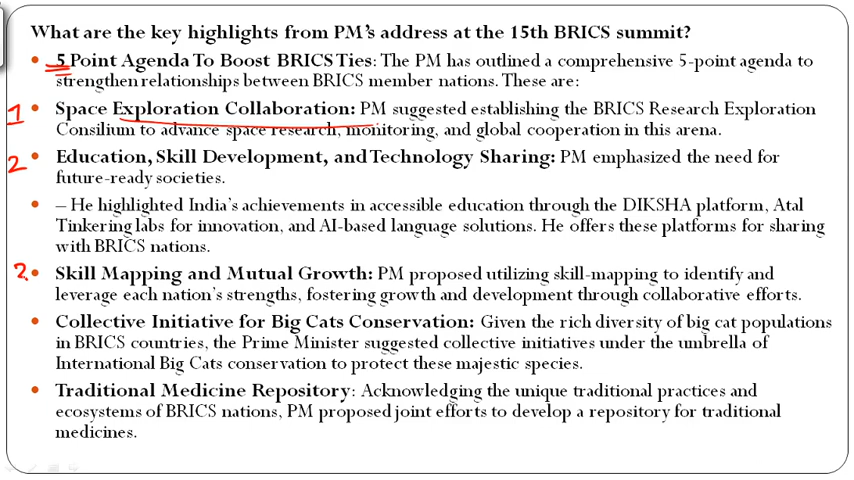 What are the key highlights from PM's address at the 15th BRICS summit?
• 5 Point Agenda To Boost BRICS Ties: The PM has outlined a comprehensive 5-point agenda to
strengthen relationships between BRICS member nations. These are:
1 • Space Exploration Collaboration: PM suggested establishing the BRICS Research Exploration
Consilium to advance space research, monitoring, and global cooperation in this arena.
2 • Education, Skill Development, and Technology Sharing: PM emphasized the need for
future-ready societies.
• – He highlighted India's achievements in accessible education through the DIKSHA platform, Atal
Tinkering labs for innovation, and AI-based language solutions. He offers these platforms for sharing
with BRICS nations.
• Skill Mapping and Mutual Growth: PM proposed utilizing skill-mapping to identify and
leverage each nation's strengths, fostering growth and development through collaborative efforts.
• Collective Initiative for Big Cats Conservation: Given the rich diversity of big cat populations
in BRICS countries, the Prime Minister suggested collective initiatives under the umbrella of
International Big Cats conservation to protect these majestic species.
• Traditional Medicine Repository: Acknowledging the unique traditional practices and
ecosystems of BRICS nations, PM proposed joint efforts to develop a repository for traditional
medicines.